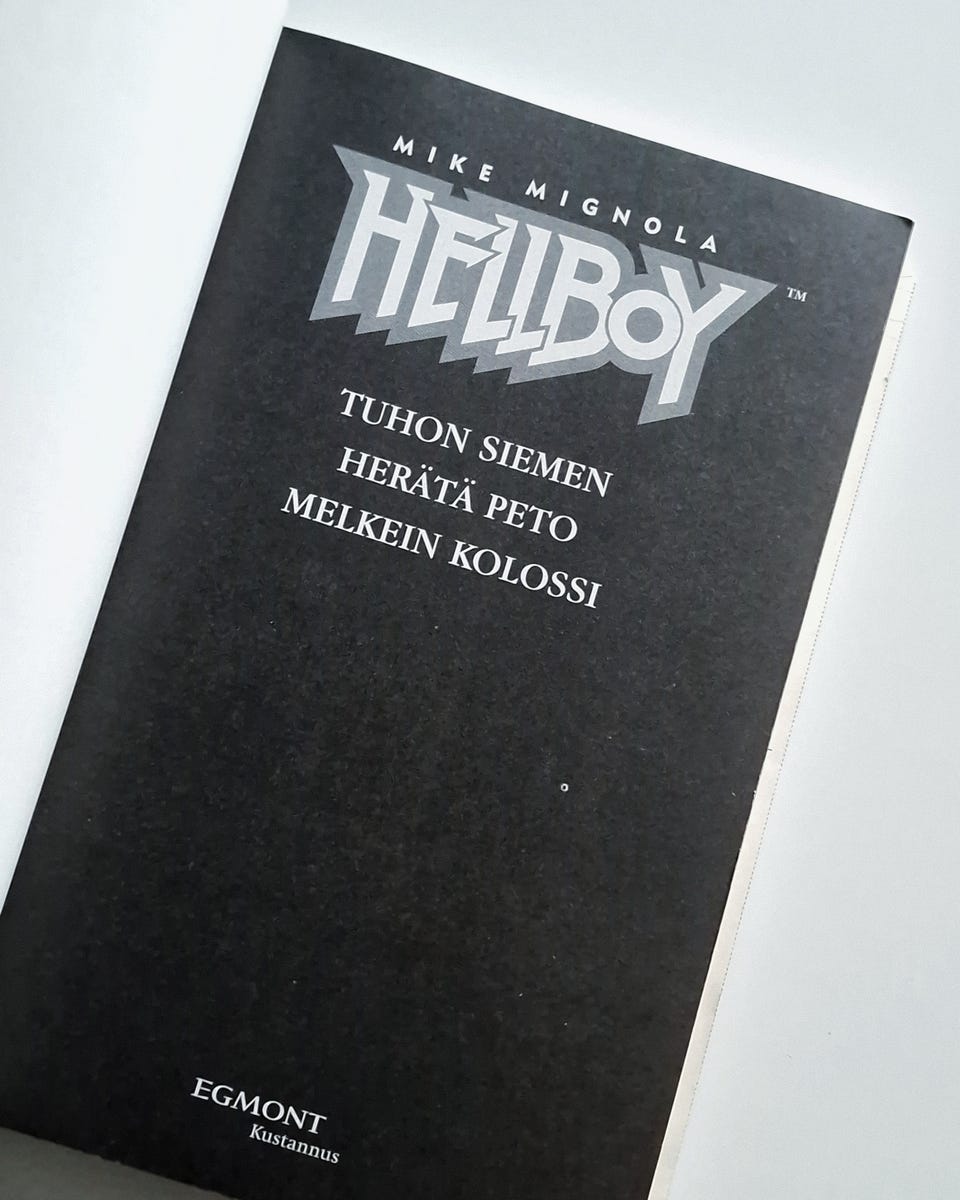 MIKE MIGNOLA
HELLBOY ™
TUHON SIEMEN
HERÄTÄ PETO
MELKEIN KOLOSSI
EGMONT
Kustannus